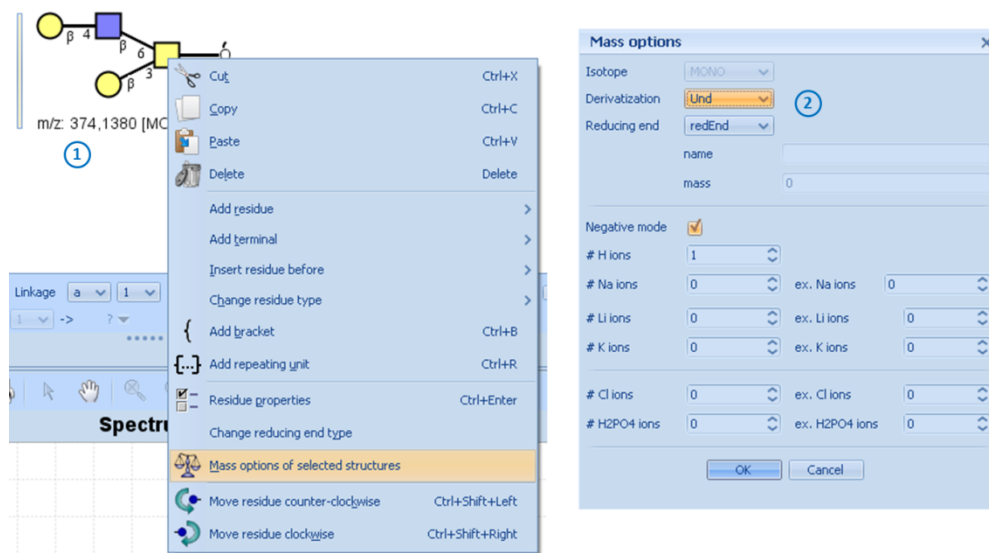 β 4
β 6
β 3
m/z: 374,1380 [MO
1
Cut Ctrl+X
Copy Ctrl+C
Paste Ctrl+V
Delete Delete
Add residue
Add terminal
Insert residue before
Change residue type
Add bracket Ctrl+B
Add repeating unit Ctrl+R
Residue properties Ctrl+Enter
Change reducing end type
Mass options of selected structures
Move residue counter-clockwise Ctrl+Shift+Left
Move residue clockwise Ctrl+Shift+Right
Linkage a 1
1 -> ?
Spectru
Mass options
Isotope MONO
Derivatization Und
2
Reducing end redEnd
name
mass 0
Negative mode
# H ions 1
# Na ions 0 ex. Na ions 0
# Li ions 0 ex. Li ions 0
# K ions 0 ex. K ions 0
# Cl ions 0 ex. Cl ions 0
# H2PO4 ions 0 ex. H2PO4 ions 0
OK Cancel